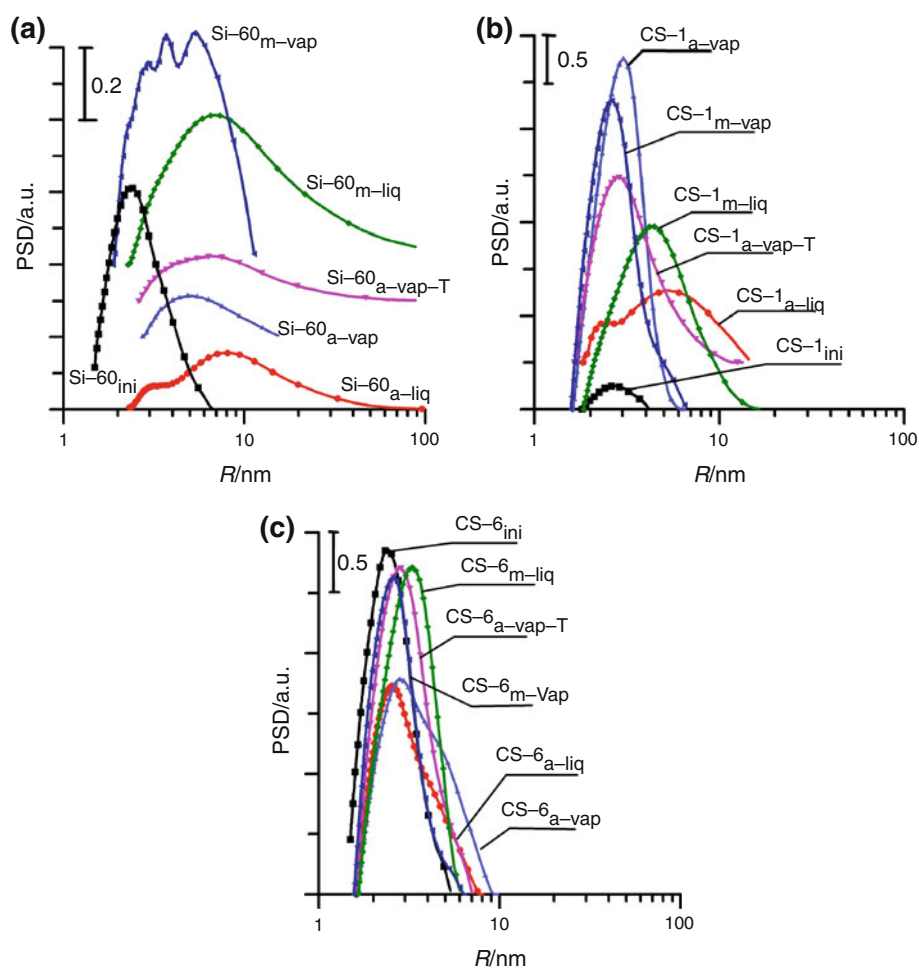 (a)
Si–60m–vap
0.2
Si–60m–liq
Si–60a–vap–T
Si–60a–vap
Si–60ini
Si–60a–liq
PSD/a.u.
1
10
100
R/nm
(b)
CS–1a–vap
0.5
CS–1m–vap
CS–1m–liq
CS–1a–vap–T
CS–1a–liq
CS–1ini
PSD/a.u.
1
10
100
R/nm
(c)
CS–6ini
0.5
CS–6m–liq
CS–6a–vap–T
CS–6m–Vap
CS–6a–liq
CS–6a–vap
PSD/a.u.
1
10
100
R/nm